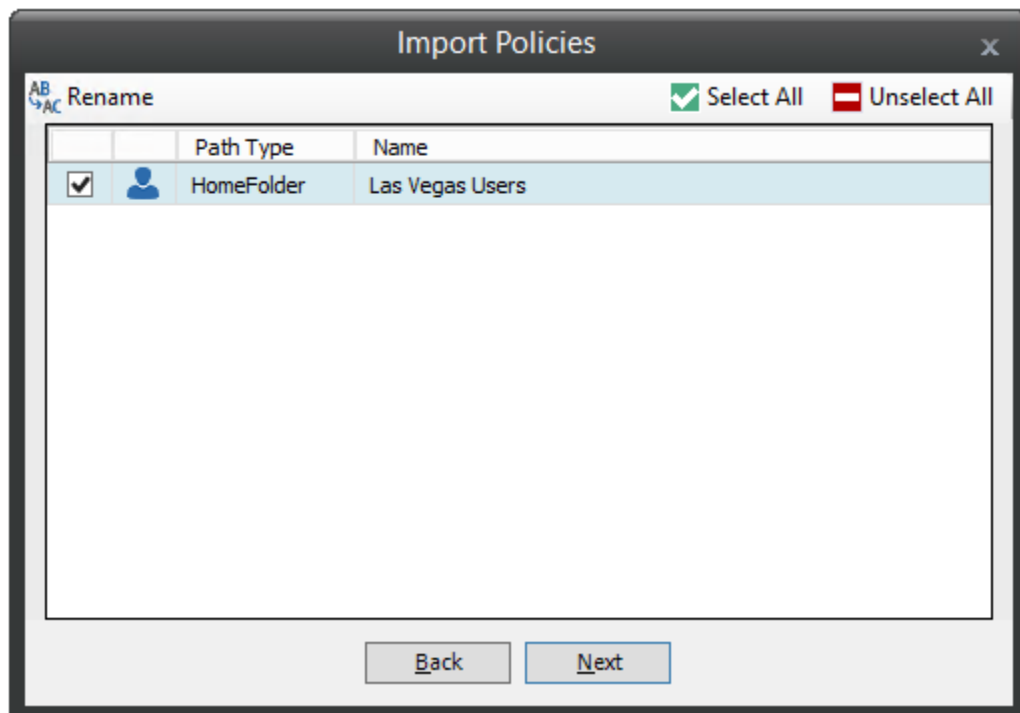 Import Policies
x
AB
AC Rename Select All Unselect All
Path Type Name
HomeFolder Las Vegas Users
Back Next